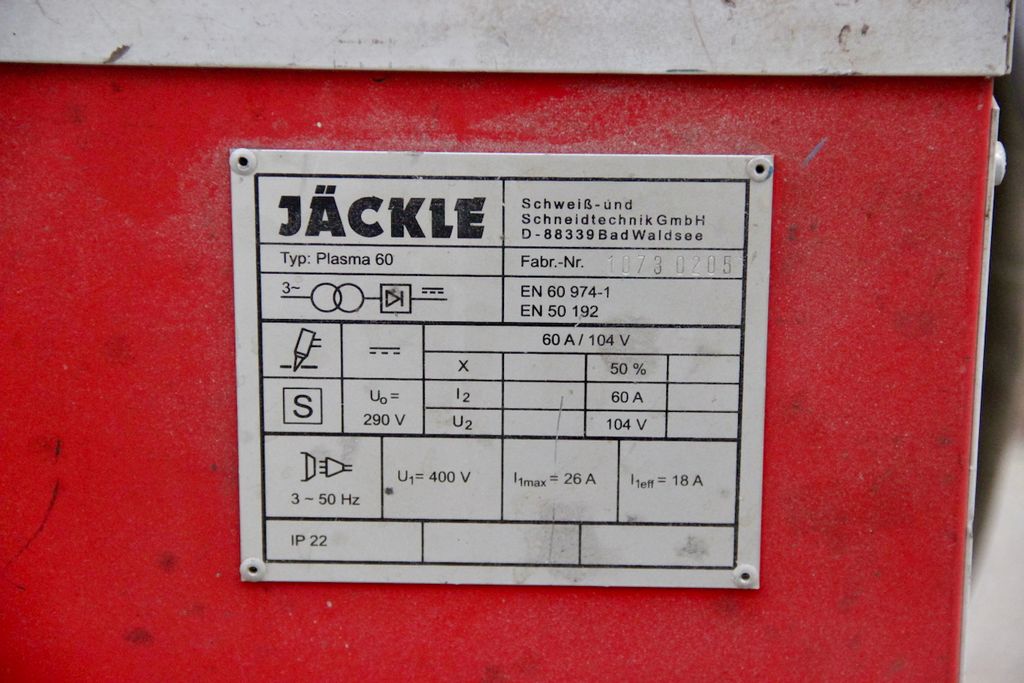 JÄCKLE
Schweiß-und
Schneidtechnik GmbH
D-88339 Bad Waldsee
Typ: Plasma 60
Fabr.-Nr. 10730205
3~
EN 60 974-1
EN 50 192
60 A / 104 V
X 50 %
S
U₀ =
290 V
I₂ 60 A
U₂ 104 V
3 ~ 50 Hz
U₁= 400 V
I₁max = 26 A
I₁eff = 18 A
IP 22